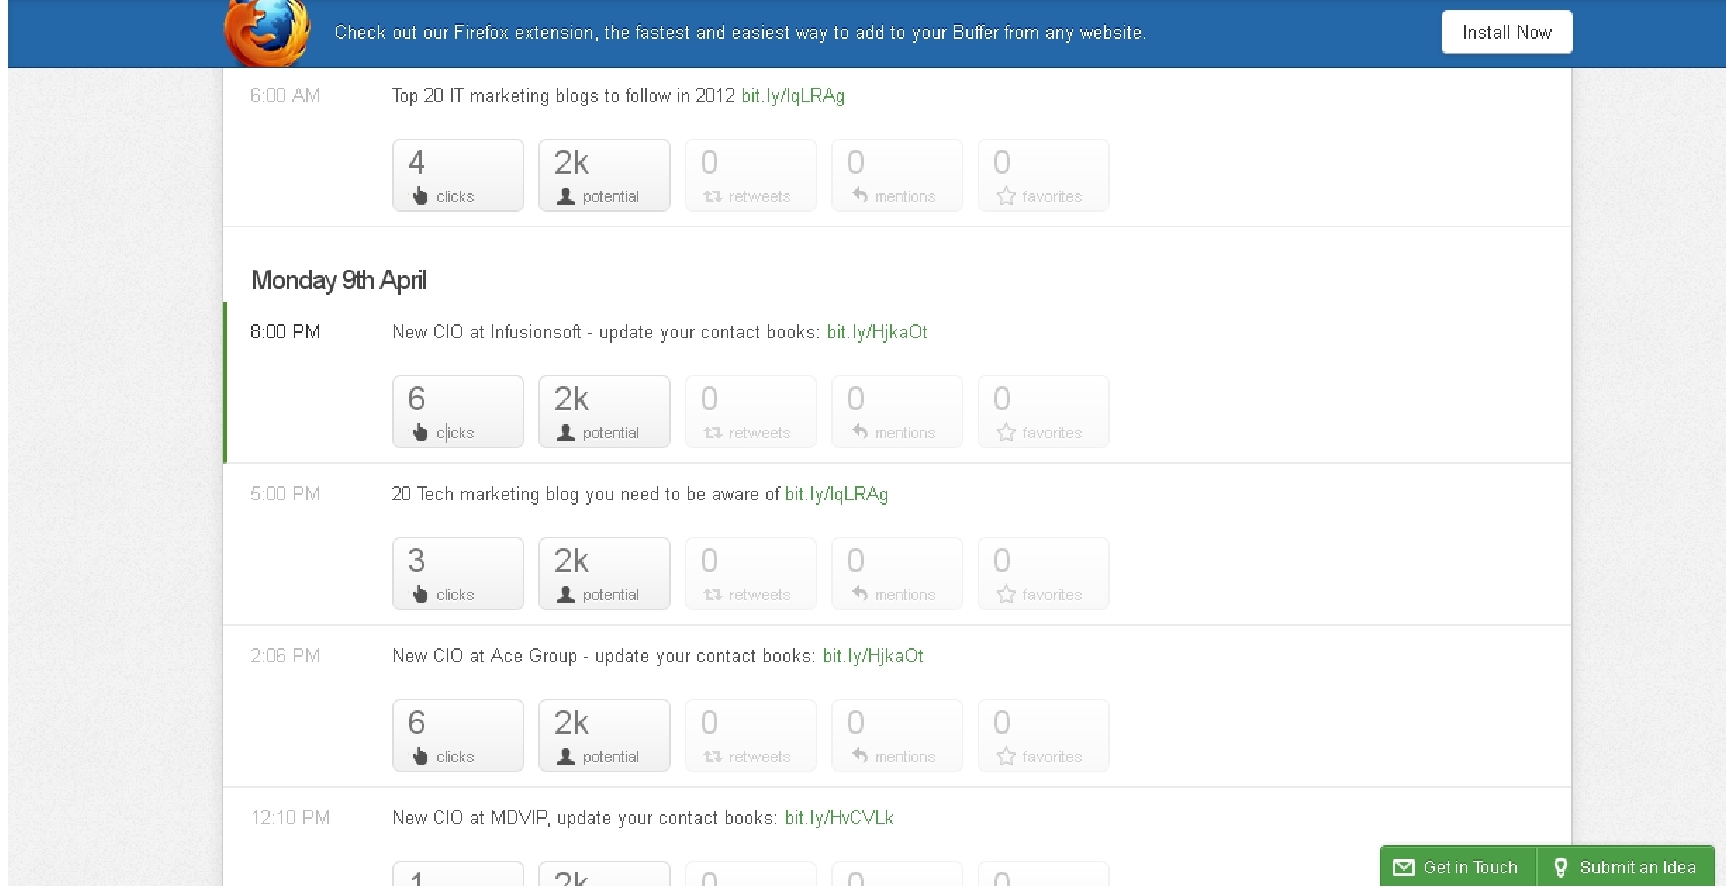 Check out our Firefox extension, the fastest and easiest way to add to your Buffer from any website.
Install Now
6:00 AM Top 20 IT marketing blogs to follow in 2012 bit.ly/IqLRAg
4 2k 0 0 0
clicks potential retweets mentions favorites
Monday 9th April
8:00 PM New CIO at Infusionsoft - update your contact books: bit.ly/HjkaOt
6 2k 0 0 0
clicks potential retweets mentions favorites
5:00 PM 20 Tech marketing blog you need to be aware of bit.ly/IqLRAg
3 2k 0 0 0
clicks potential retweets mentions favorites
2:06 PM New CIO at Ace Group - update your contact books: bit.ly/HjkaOt
6 2k 0 0 0
clicks potential retweets mentions favorites
12:10 PM New CIO at MDVIP, update your contact books: bit.ly/HvCVLk
1 2k 0 0 0
Get in Touch Submit an Idea